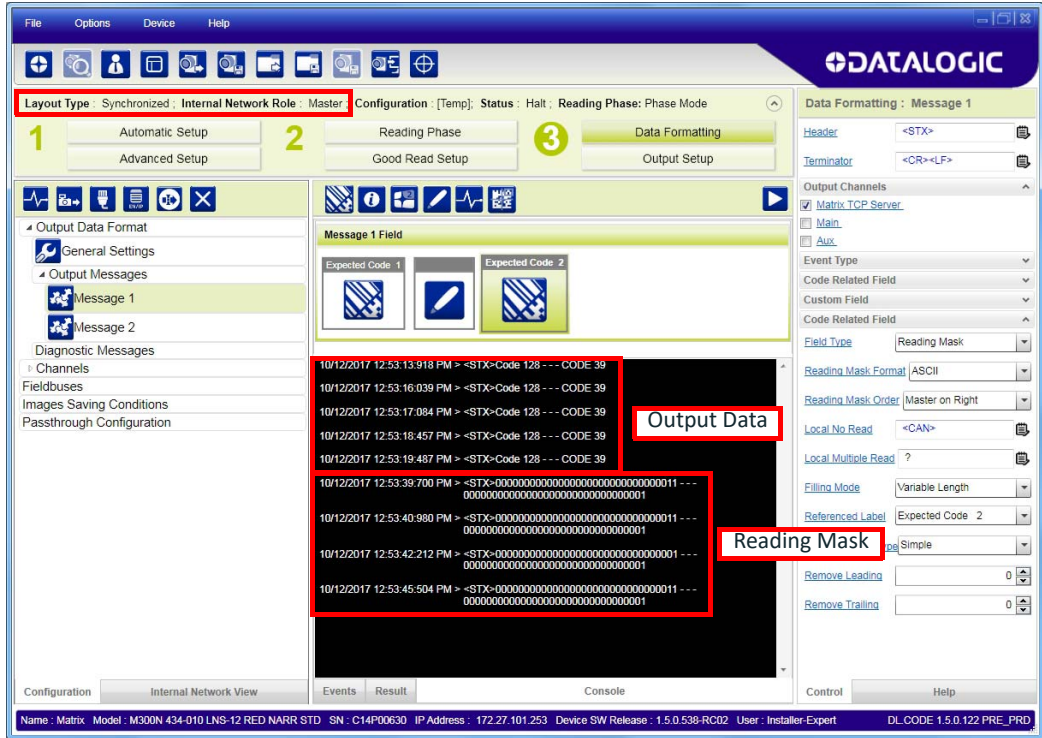 File Options Device Help
DATALOGIC
Layout Type : Synchronized ; Internal Network Role : Master ; Configuration : [Temp]; Status : Halt ; Reading Phase: Phase Mode
1 Automatic Setup 2 Reading Phase 3 Data Formatting
Advanced Setup Good Read Setup Output Setup
Output Data Format
General Settings
Output Messages
Message 1
Message 2
Diagnostic Messages
Channels
Fieldbuses
Images Saving Conditions
Passthrough Configuration
Configuration Internal Network View
Message 1 Field
Expected Code 1 Expected Code 2
10/12/2017 12:53:13:918 PM > <STX>Code 128 - - - CODE 39
10/12/2017 12:53:16:039 PM > <STX>Code 128 - - - CODE 39
10/12/2017 12:53:17:084 PM > <STX>Code 128 - - - CODE 39
10/12/2017 12:53:18:457 PM > <STX>Code 128 - - - CODE 39
10/12/2017 12:53:19:487 PM > <STX>Code 128 - - - CODE 39
Output Data
10/12/2017 12:53:39:700 PM > <STX>00000000000000000000000000000011 - - -
00000000000000000000000000000001
10/12/2017 12:53:40:980 PM > <STX>00000000000000000000000000000011 - - -
00000000000000000000000000000001
10/12/2017 12:53:42:212 PM > <STX>00000000000000000000000000000001 - - -
00000000000000000000000000000001
10/12/2017 12:53:45:504 PM > <STX>00000000000000000000000000000011 - - -
00000000000000000000000000000001
Reading Mask
Events Result Console
Data Formatting : Message 1
Header <STX>
Terminator <CR><LF>
Output Channels
Matrix TCP Server
Main
Aux
Event Type
Code Related Field
Custom Field
Code Related Field
Field Type Reading Mask
Reading Mask Format ASCII
Reading Mask Order Master on Right
Local No Read <CAN>
Local Multiple Read ?
Filling Mode Variable Length
Referenced Label Expected Code 2
Simple
Remove Leading 0
Remove Trailing 0
Control Help
Name : Matrix Model : M300N 434-010 LNS-12 RED NARR STD SN : C14P00630 IP Address : 172.27.101.253 Device SW Release : 1.5.0.538-RC02 User : Installer-Expert DL.CODE 1.5.0.122 PRE_PRD